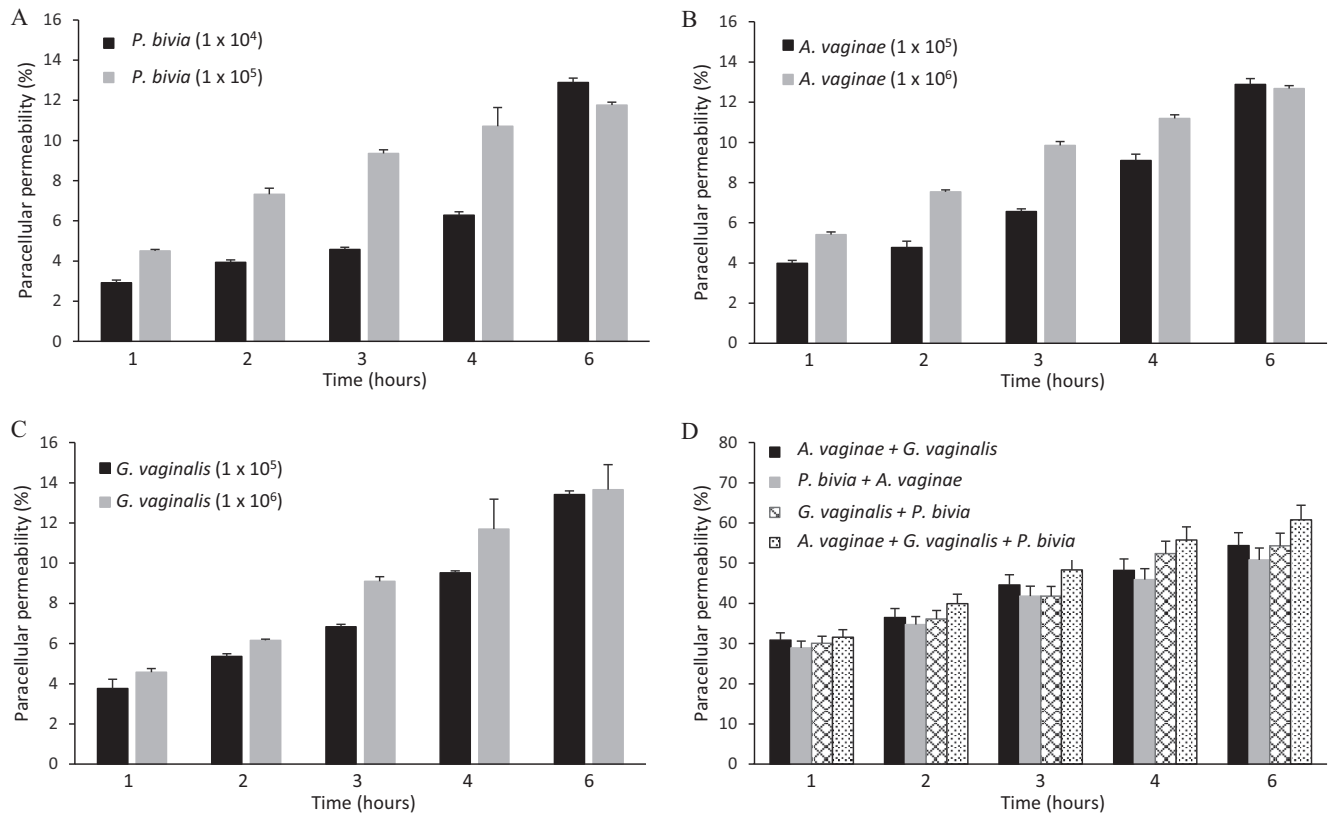 A
P. bivia (1 x 10⁴)
P. bivia (1 x 10⁵)
Paracellular permeability (%)
16
14
12
10
8
6
4
2
0
1 2 3 4 6
Time (hours)
B
A. vaginae (1 x 10⁵)
A. vaginae (1 x 10⁶)
Paracellular permeability (%)
16
14
12
10
8
6
4
2
0
1 2 3 4 6
Time (hours)
C
G. vaginalis (1 x 10⁵)
G. vaginalis (1 x 10⁶)
Paracellular permeability (%)
16
14
12
10
8
6
4
2
0
1 2 3 4 6
Time (hours)
D
A. vaginae + G. vaginalis
P. bivia + A. vaginae
G. vaginalis + P. bivia
A. vaginae + G. vaginalis + P. bivia
Paracellular permeability (%)
80
70
60
50
40
30
20
10
0
1 2 3 4 6
Time (hours)